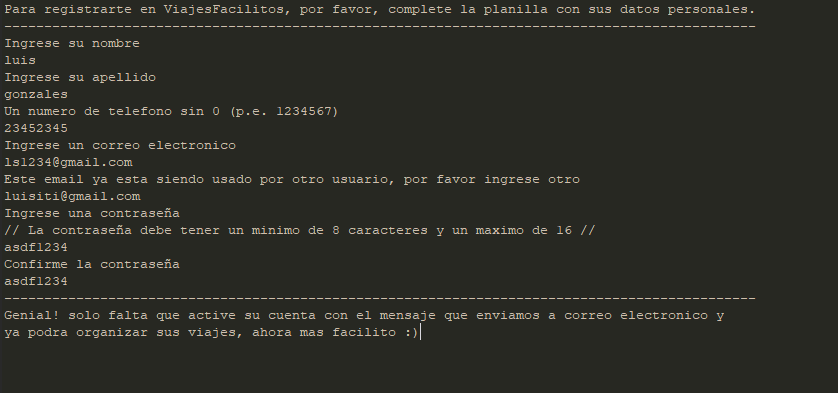 Para registrarte en ViajesFacilitos, por favor, complete la planilla con sus datos personales.
----------------------------------------------------------------------------------------------
Ingrese su nombre
luis
Ingrese su apellido
gonzales
Un numero de telefono sin 0 (p.e. 1234567)
23452345
Ingrese un correo electronico
ls1234@gmail.com
Este email ya esta siendo usado por otro usuario, por favor ingrese otro
luisiti@gmail.com
Ingrese una contraseña
// La contraseña debe tener un minimo de 8 caracteres y un maximo de 16 //
asdf1234
Confirme la contraseña
asdf1234
----------------------------------------------------------------------------------------------
Genial! solo falta que active su cuenta con el mensaje que enviamos a correo electronico y
ya podra organizar sus viajes, ahora mas facilito :)